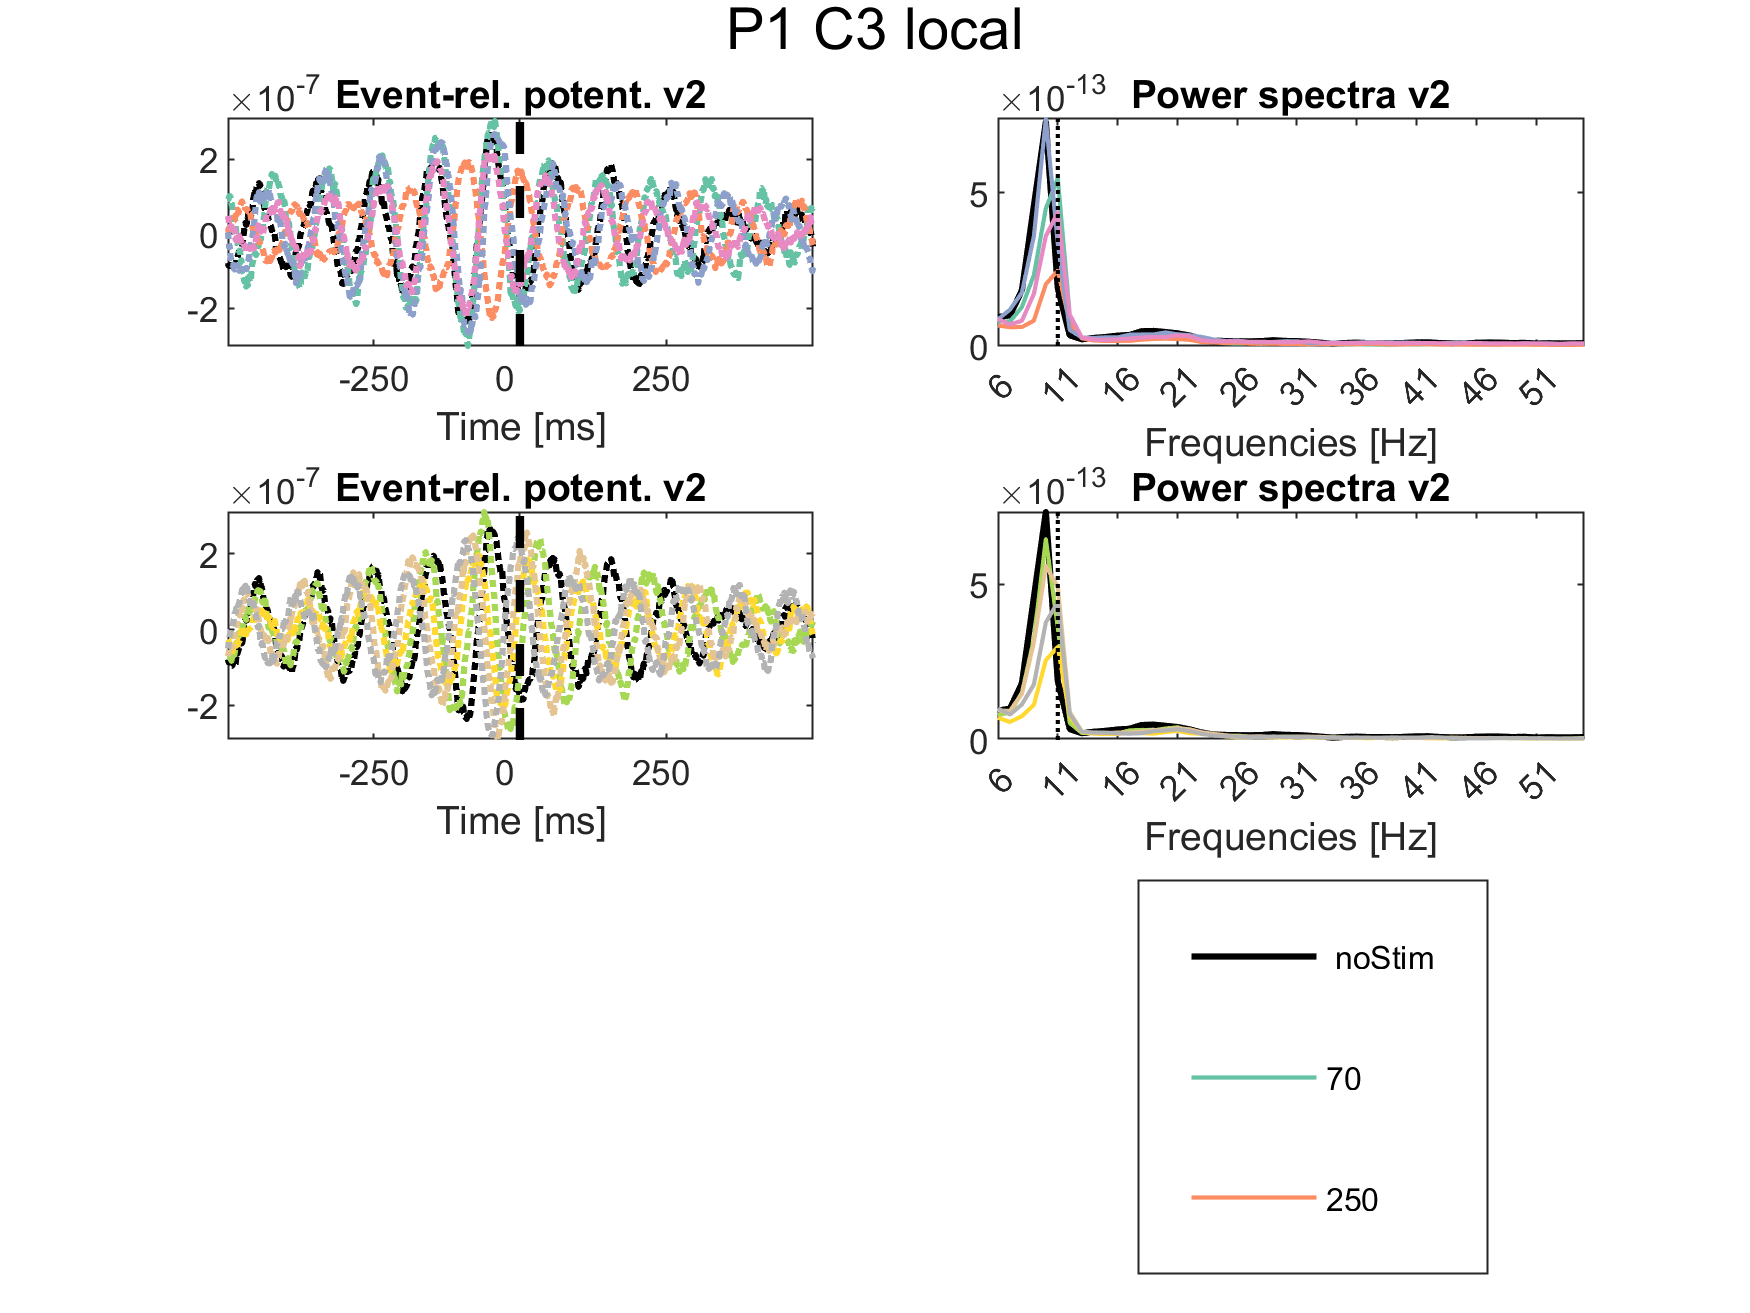 P1 C3 local
×10-7 Event-rel. potent. v2
2
0
-2
-250 0 250
Time [ms]
×10-13 Power spectra v2
5
0
6 11 16 21 26 31 36 41 46 51
Frequencies [Hz]
×10-7 Event-rel. potent. v2
2
0
-2
-250 0 250
Time [ms]
×10-13 Power spectra v2
5
0
6 11 16 21 26 31 36 41 46 51
Frequencies [Hz]
noStim
70
250